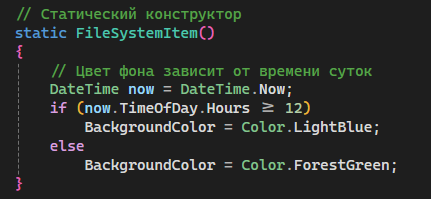 // Статический конструктор
static FileSystemItem()
{
// Цвет фона зависит от времени суток
DateTime now = DateTime.Now;
if (now.TimeOfDay.Hours ≥ 12)
BackgroundColor = Color.LightBlue;
else
BackgroundColor = Color.ForestGreen;
}